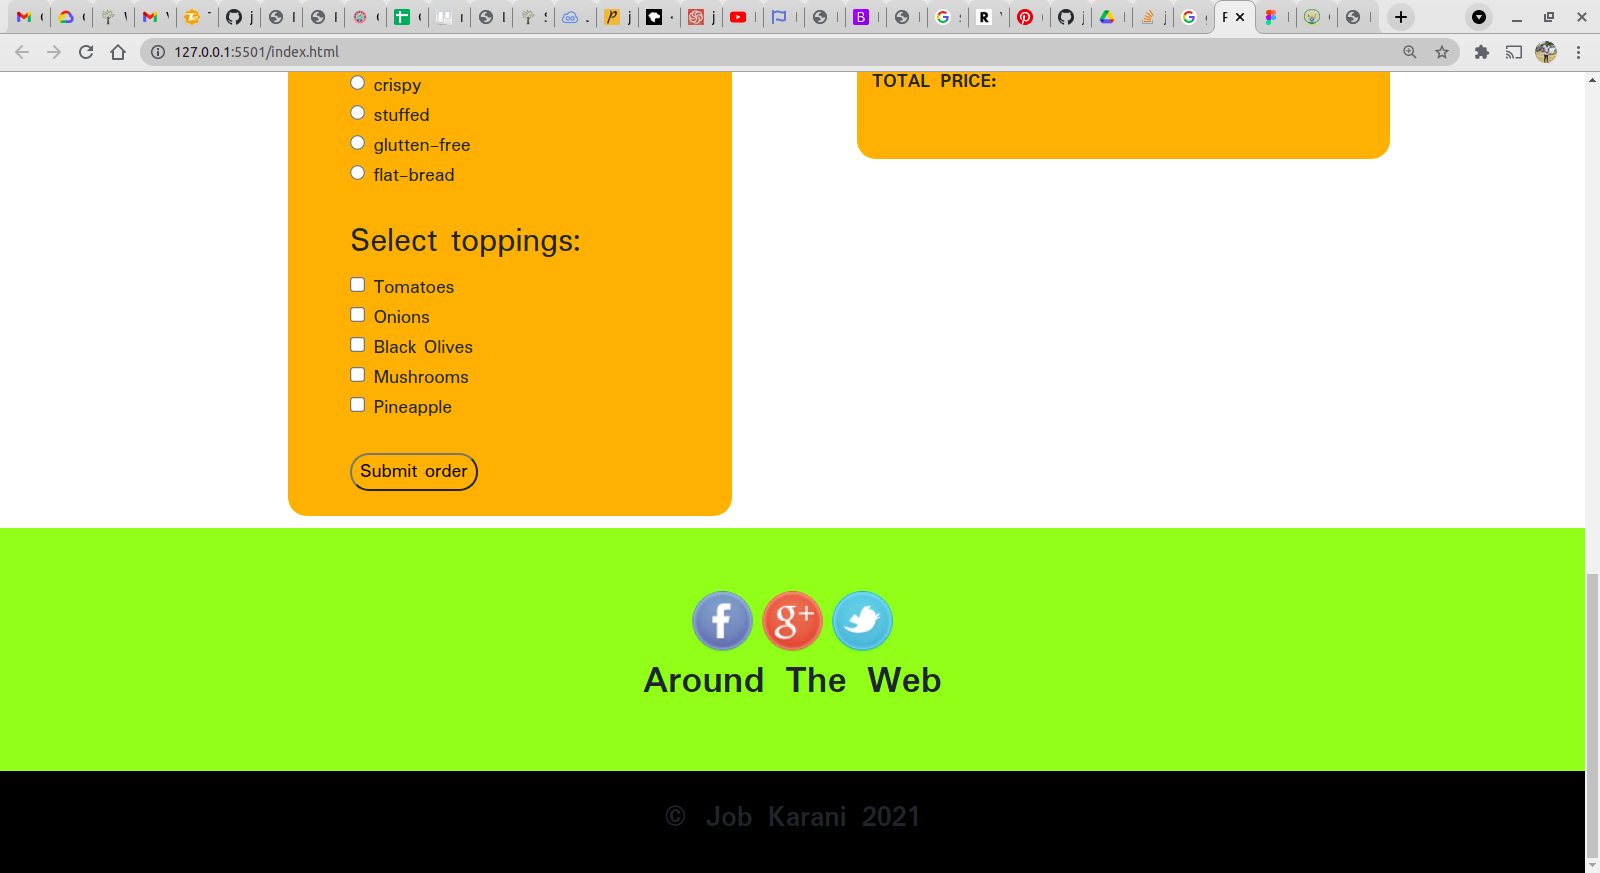 127.0.0.1:5501/index.html
crispy
stuffed
glutten-free
flat-bread
TOTAL PRICE:
Select toppings:
Tomatoes
Onions
Black Olives
Mushrooms
Pineapple
Submit order
f g+
Around The Web
© Job Karani 2021